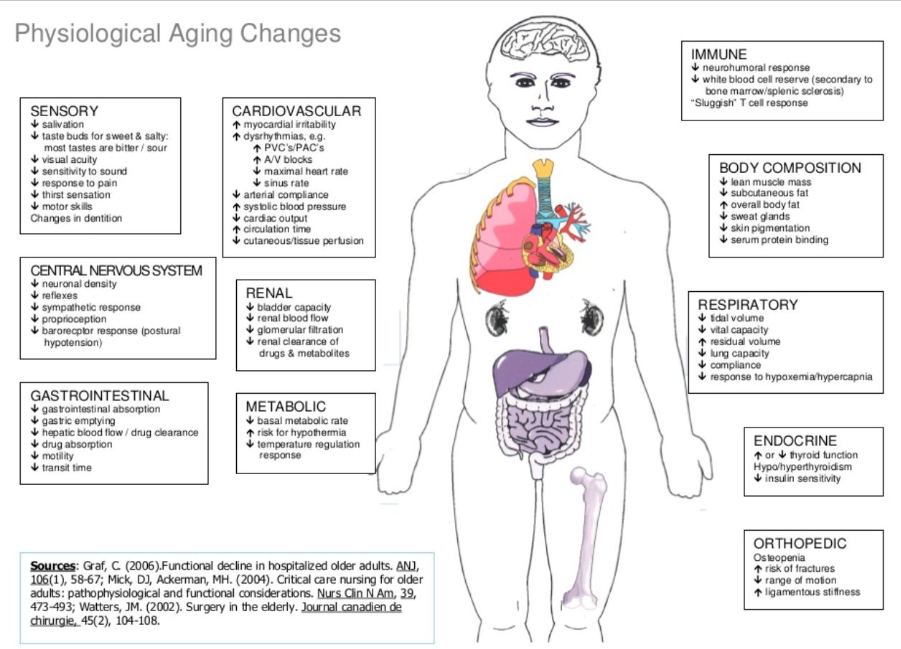 Physiological Aging Changes
SENSORY
↓ salivation
↓ taste buds for sweet & salty:
most tastes are bitter / sour
↓ visual acuity
↓ sensitivity to sound
↓ response to pain
↓ thirst sensation
↓ motor skills
Changes in dentition
CARDIOVASCULAR
↑ myocardial irritability
↑ dysrhythmias, e.g.
↑ PVC's/PAC's
↑ A/V blocks
↓ maximal heart rate
↓ sinus rate
↓ arterial compliance
↑ systolic blood pressure
↓ cardiac output
↑ circulation time
↓ cutaneous/tissue perfusion
CENTRAL NERVOUS SYSTEM
↓ neuronal density
↓ reflexes
↓ sympathetic response
↓ proprioception
↓ barorecptor response (postural
hypotension)
RENAL
↓ bladder capacity
↓ renal blood flow
↓ glomerular filtration
↓ renal clearance of
drugs & metabolites
GASTROINTESTINAL
↓ gastrointestinal absorption
↓ gastric emptying
↓ hepatic blood flow / drug clearance
↓ drug absorption
↓ motility
↓ transit time
METABOLIC
↓ basal metabolic rate
↑ risk for hypothermia
↓ temperature regulation
response
IMMUNE
↓ neurohumoral response
↓ white blood cell reserve (secondary to
bone marrow/splenic sclerosis)
"Sluggish" T cell response
BODY COMPOSITION
↓ lean muscle mass
↓ subcutaneous fat
↑ overall body fat
↓ sweat glands
↓ skin pigmentation
↓ serum protein binding
RESPIRATORY
↓ tidal volume
↓ vital capacity
↑ residual volume
↓ lung capacity
↓ compliance
↓ response to hypoxemia/hypercapnia
ENDOCRINE
↑ or ↓ thyroid function
Hypo/hyperthyroidism
↓ insulin sensitivity
ORTHOPEDIC
Osteopenia
↑ risk of fractures
↓ range of motion
↑ ligamentous stiffness
Sources: Graf, C. (2006).Functional decline in hospitalized older adults. ANJ,
106(1), 58-67; Mick, DJ, Ackerman, MH. (2004). Critical care nursing for older
adults: pathophysiological and functional considerations. Nurs Clin N Am, 39,
473-493; Watters, JM. (2002). Surgery in the elderly. Journal canadien de
chirurgie, 45(2), 104-108.